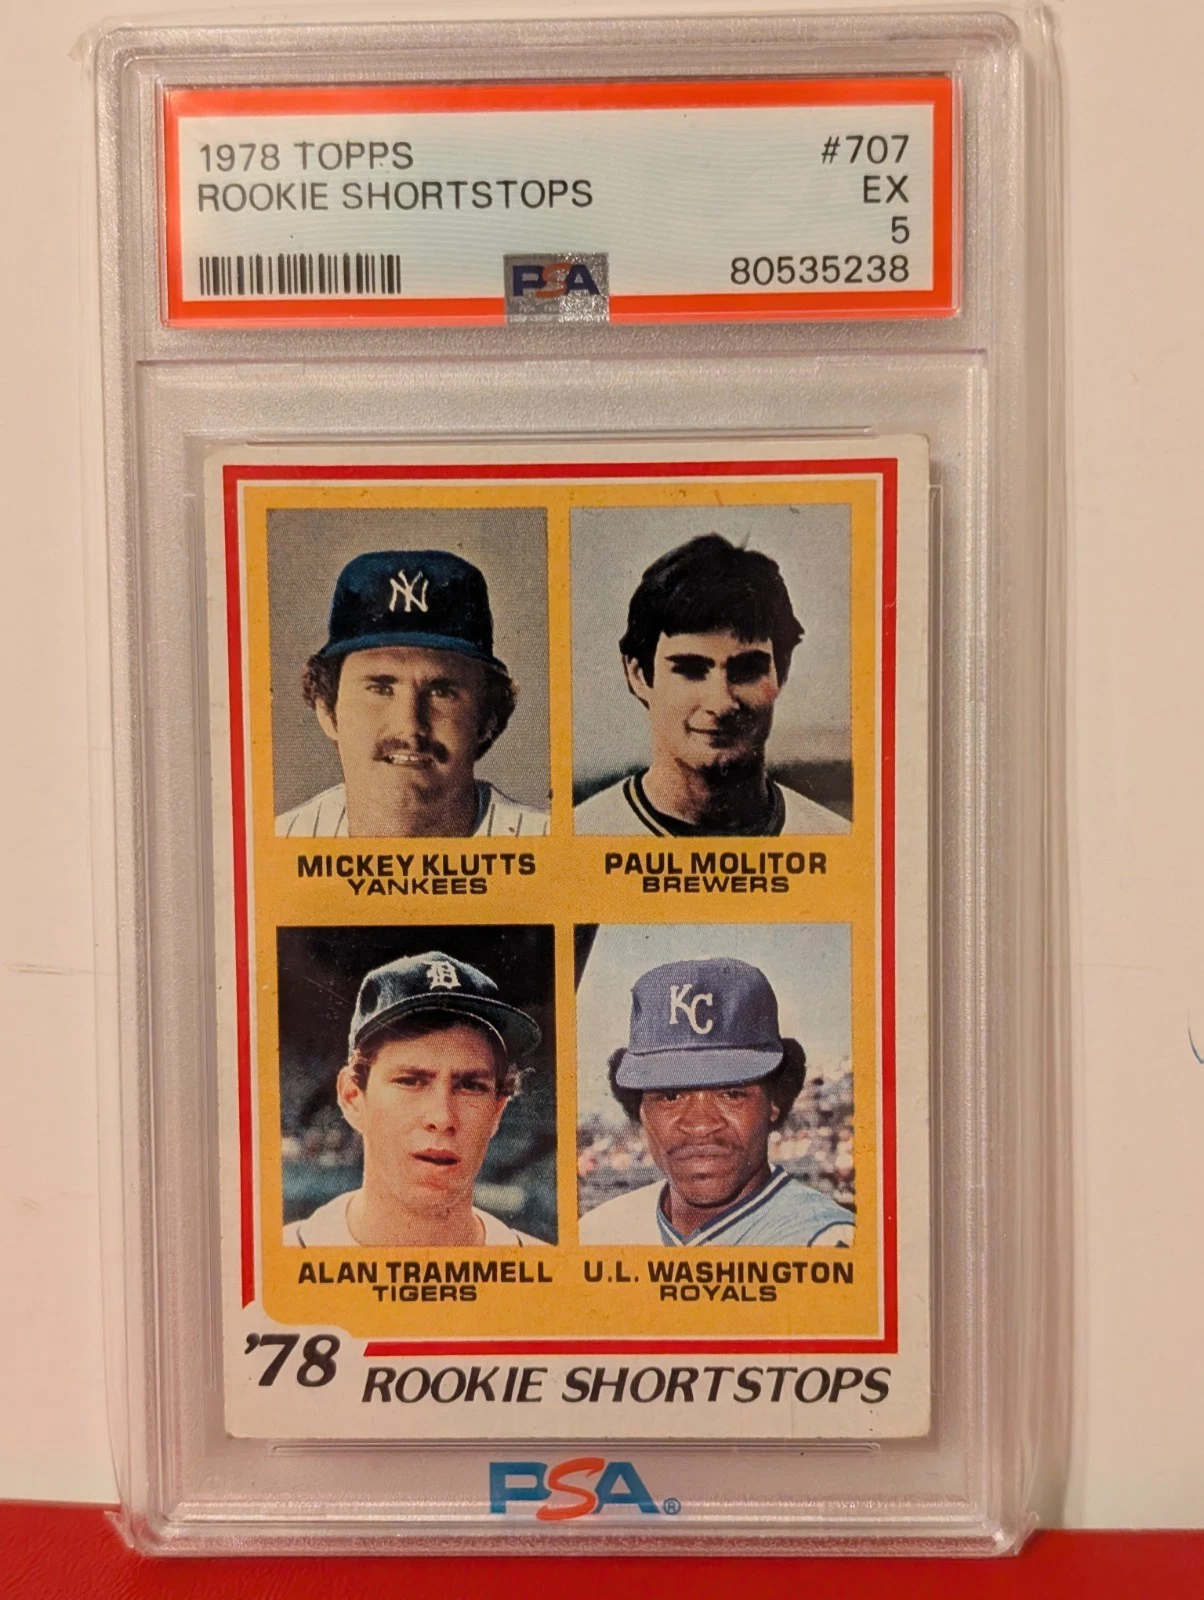 1978 TOPPS #707
ROOKIE SHORTSTOPS EX
5
PSA 80535238
NY
MICKEY KLUTTS PAUL MOLITOR
YANKEES BREWERS
D KC
ALAN TRAMMELL U.L. WASHINGTON
TIGERS ROYALS
'78 ROOKIE SHORTSTOPS
PSA®